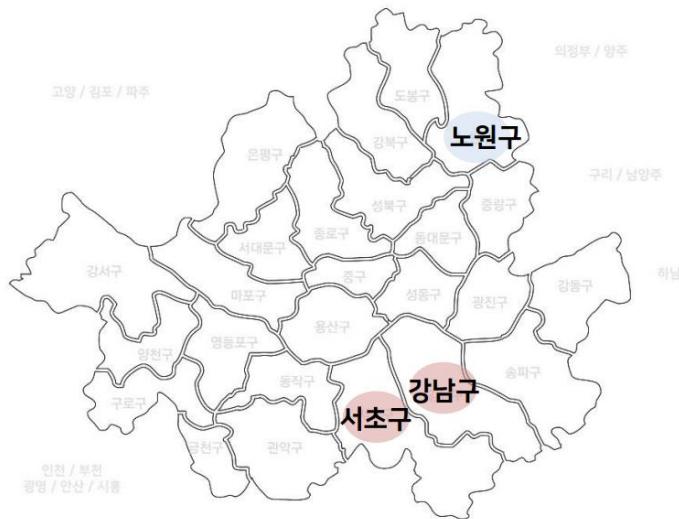 의정부 / 양주
고양 / 김포 / 파주
도봉구
노원구
강북구
은평구
구리 / 남양주
성북구
중랑구
종로구
동대문구
서대문구
강서구
중구
하남
마포구
성동구
광진구
강동구
용산구
양천구
영등포구
동작구
송파구
강남구
구로구
서초구
금천구
관악구
인천 / 부천
광명 / 안산 / 시흥